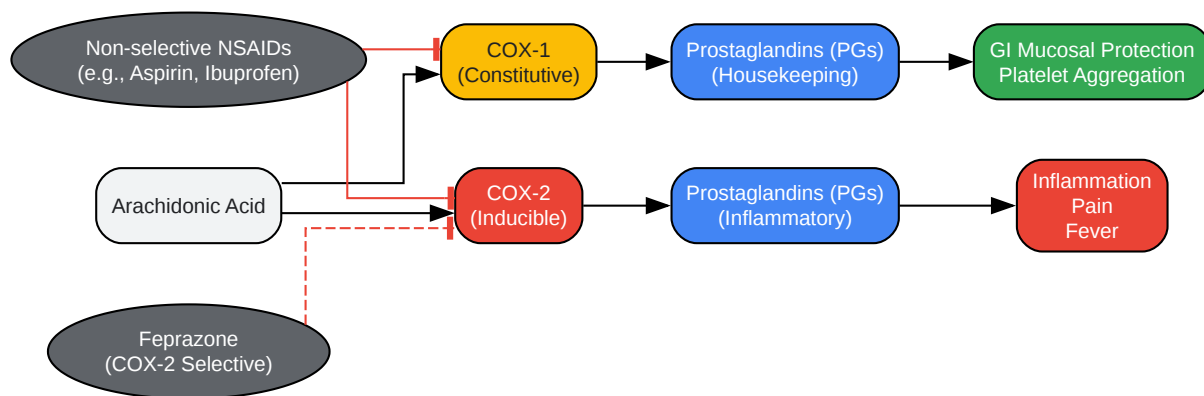 Non-selective NSAIDs
(e.g., Aspirin, Ibuprofen)
COX-1
(Constitutive)
Prostaglandins (PGs)
(Housekeeping)
GI Mucosal Protection
Platelet Aggregation
Arachidonic Acid
COX-2
(Inducible)
Prostaglandins (PGs)
(Inflammatory)
Inflammation
Pain
Fever
Feprazone
(COX-2 Selective)